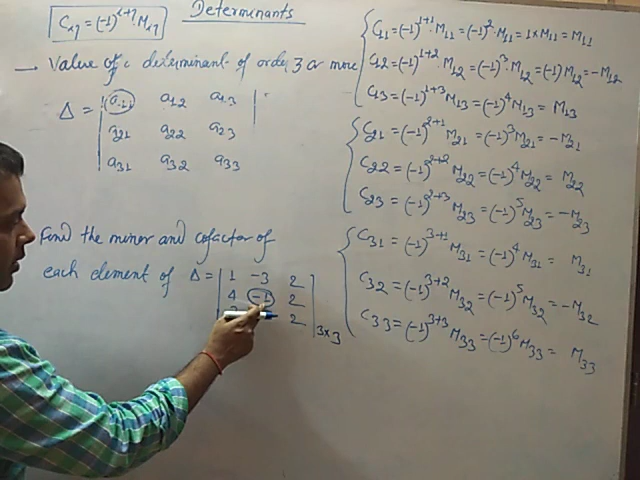 Determinants
Cᵢⱼ = (-1)ⁱ⁺ʲ Mᵢⱼ
→ Value of a determinant of order 3 or more
Δ = | a₁₁ a₁₂ a₁₃ |
a₂₁ a₂₂ a₂₃
a₃₁ a₃₂ a₃₃
Find the minor and cofactor of
each element of Δ = | 1 -3 2 |
4 -1 2
2 3x3
C₁₁ = (-1)¹⁺¹ · M₁₁ = (-1)² · M₁₁ = 1 × M₁₁ = M₁₁
C₁₂ = (-1)¹⁺² · M₁₂ = (-1)³ · M₁₂ = (-1) M₁₂ = -M₁₂
C₁₃ = (-1)¹⁺³ M₁₃ = (-1)⁴ M₁₃ = M₁₃
C₂₁ = (-1)²⁺¹ M₂₁ = (-1)³ M₂₁ = -M₂₁
C₂₂ = (-1)²⁺² M₂₂ = (-1)⁴ M₂₂ = M₂₂
C₂₃ = (-1)²⁺³ M₂₃ = (-1)⁵ M₂₃ = -M₂₃
C₃₁ = (-1)³⁺¹ M₃₁ = (-1)⁴ M₃₁ = M₃₁
C₃₂ = (-1)³⁺² M₃₂ = (-1)⁵ M₃₂ = -M₃₂
C₃₃ = (-1)³⁺³ M₃₃ = (-1)⁶ M₃₃ = M₃₃